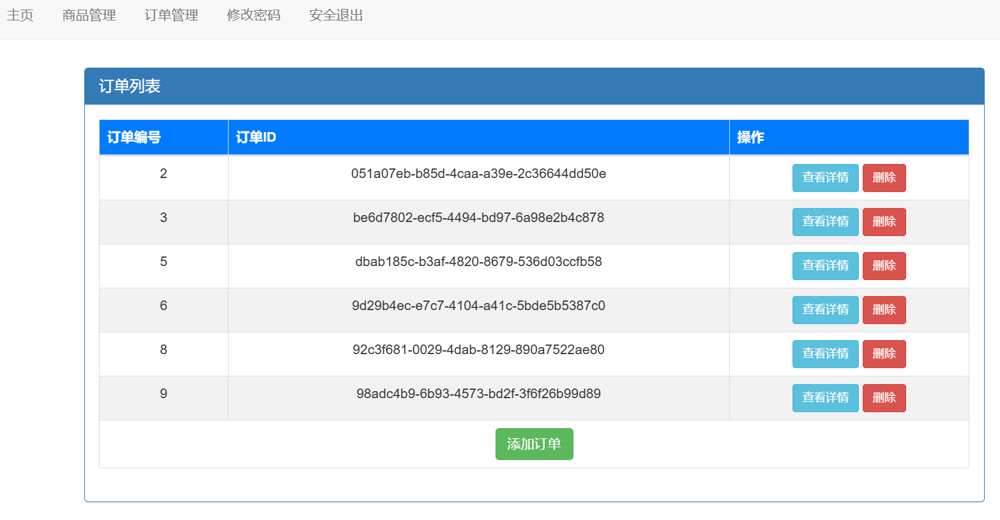 主页 商品管理 订单管理 修改密码 安全退出
订单列表
订单编号 订单ID 操作
2 051a07eb-b85d-4caa-a39e-2c36644dd50e 查看详情 删除
3 be6d7802-ecf5-4494-bd97-6a98e2b4c878 查看详情 删除
5 dbab185c-b3af-4820-8679-536d03ccfb58 查看详情 删除
6 9d29b4ec-e7c7-4104-a41c-5bde5b5387c0 查看详情 删除
8 92c3f681-0029-4dab-8129-890a7522ae80 查看详情 删除
9 98adc4b9-6b93-4573-bd2f-3f6f26b99d89 查看详情 删除
添加订单